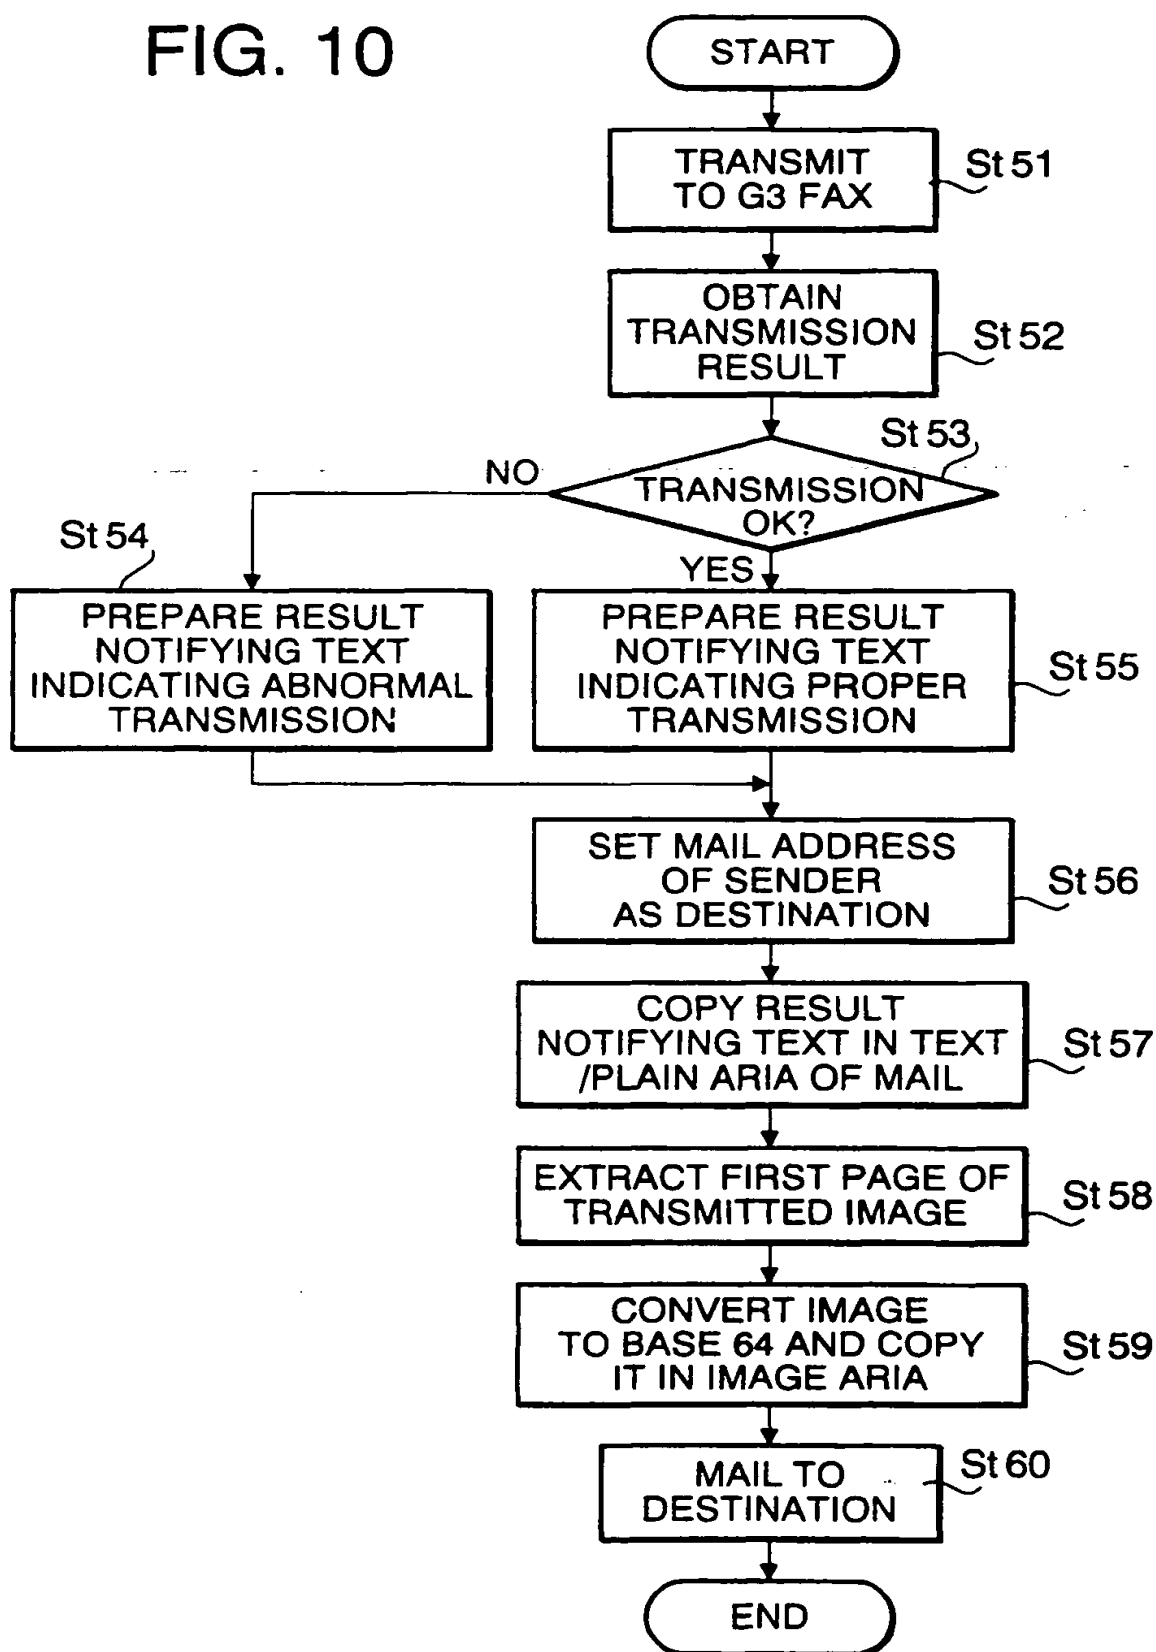 FIG. 10
START
TRANSMIT
TO G3 FAX
St 51
OBTAIN
TRANSMISSION
RESULT
St 52
St 53
TRANSMISSION
OK?
NO
YES
St 54
PREPARE RESULT
NOTIFYING TEXT
INDICATING ABNORMAL
TRANSMISSION
PREPARE RESULT
NOTIFYING TEXT
INDICATING PROPER
TRANSMISSION
St 55
SET MAIL ADDRESS
OF SENDER
AS DESTINATION
St 56
COPY RESULT
NOTIFYING TEXT IN TEXT
/PLAIN ARIA OF MAIL
St 57
EXTRACT FIRST PAGE OF
TRANSMITTED IMAGE
St 58
CONVERT IMAGE
TO BASE 64 AND COPY
IT IN IMAGE ARIA
St 59
MAIL TO
DESTINATION
St 60
END